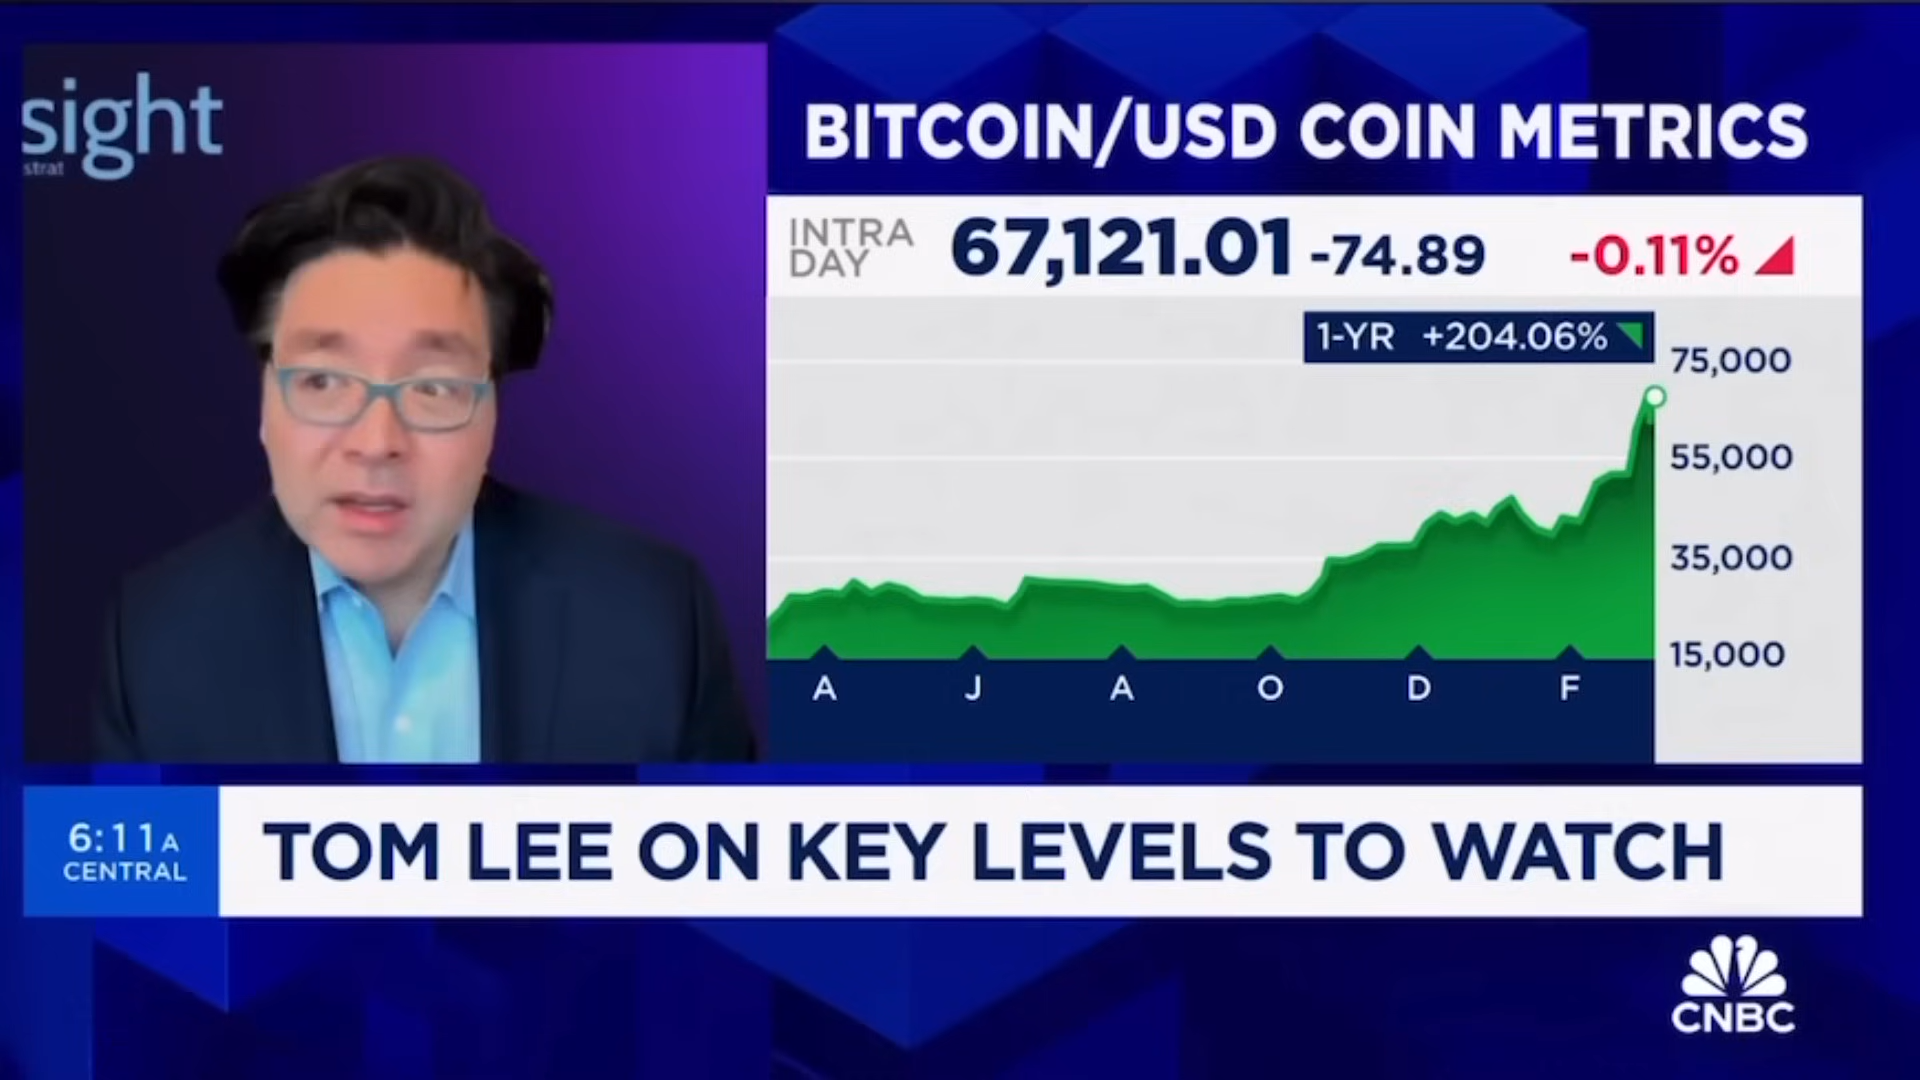 sight
strat
BITCOIN/USD COIN METRICS
INTRA DAY 67,121.01 -74.89 -0.11%
1-YR +204.06%
75,000
55,000
35,000
15,000
A J A O D F
6:11A CENTRAL
TOM LEE ON KEY LEVELS TO WATCH
CNBC